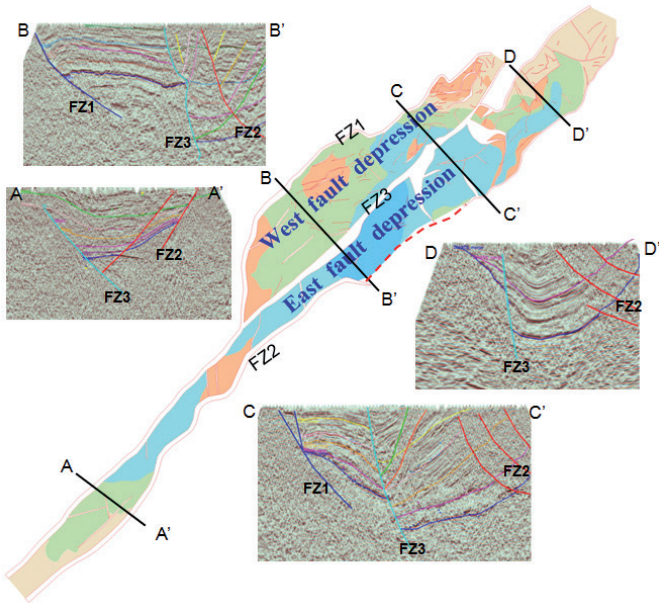 B
B'
FZ1
FZ3
FZ2
A
A'
FZ2
FZ3
D
D'
C
C'
FZ1
B
B'
FZ3
West fault depression
East fault depression
FZ2
A
A'
D
D'
FZ2
FZ3
C
C'
FZ1
FZ2
FZ3